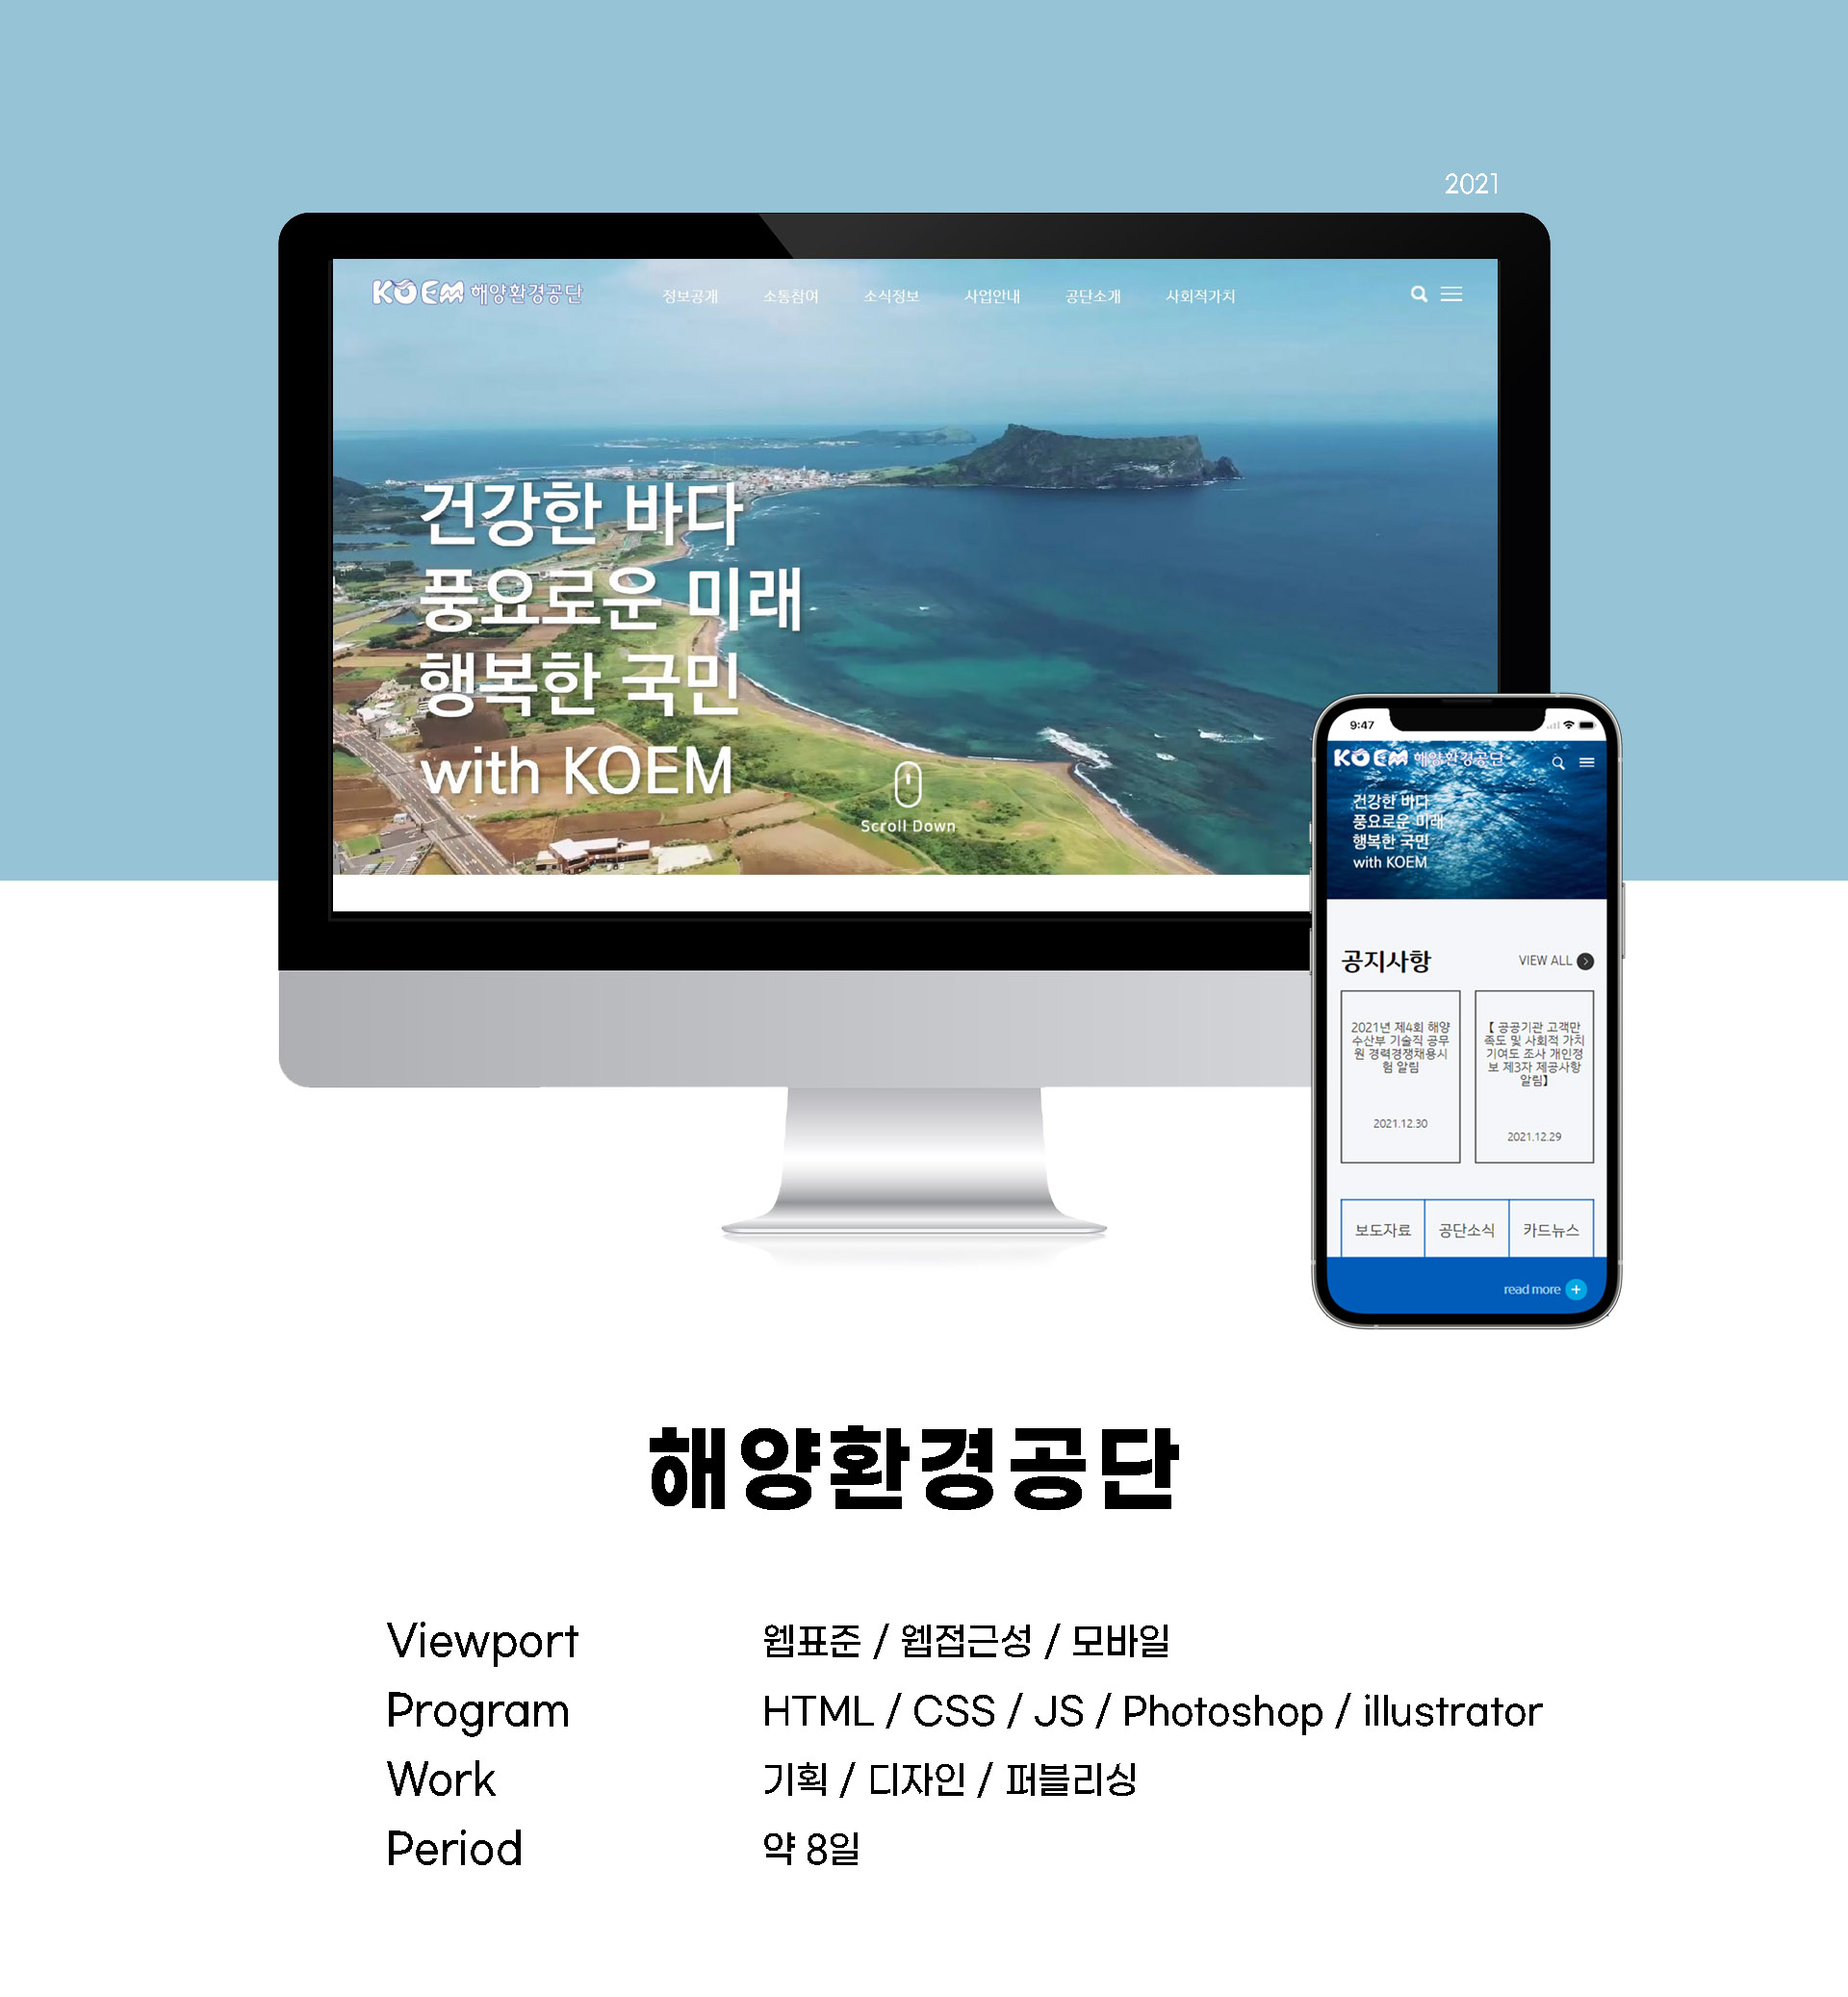 2021
KOEM 해양환경공단
정보공개 소통참여 소식정보 사업안내 공단소개 사회적가치
건강한 바다
풍요로운 미래
행복한 국민
with KOEM
Scroll Down
9:47
KOEM 해양환경공단
건강한 바다
풍요로운 미래
행복한 국민
with KOEM
공지사항 VIEW ALL
2021년 제4회 해양
수산부 기술직 공무
원 경력경쟁채용시
험 알림
2021.12.30
【 공공기관 고객만
족도 및 사회적 가치
기여도 조사 개인정
보 제3자 제공사항
알림】
2021.12.29
보도자료 공단소식 카드뉴스
read more
해양환경공단
Viewport 웹표준 / 웹접근성 / 모바일
Program HTML / CSS / JS / Photoshop / illustrator
Work 기획 / 디자인 / 퍼블리싱
Period 약 8일